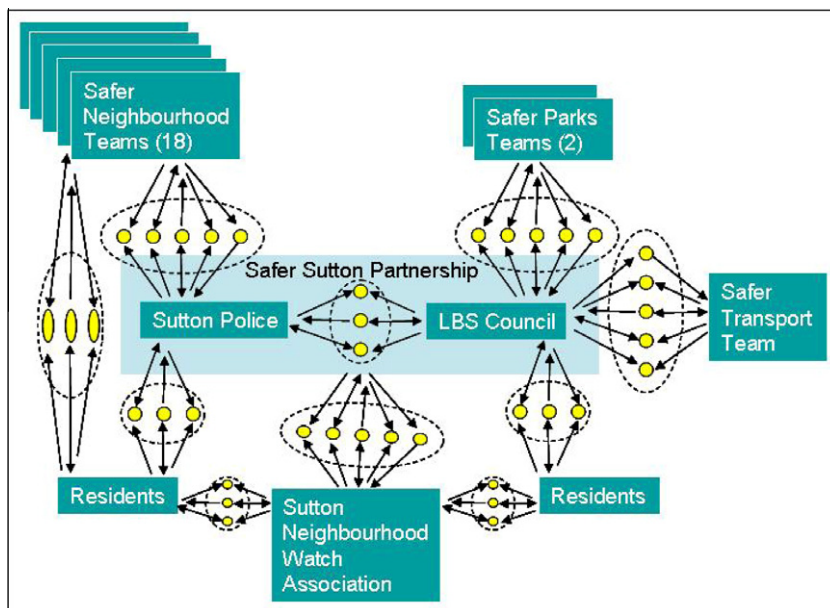 Safer
Neighbourhood
Teams (18)
Safer Parks
Teams (2)
Safer Sutton Partnership
Sutton Police
LBS Council
Safer
Transport
Team
Residents
Sutton
Neighbourhood
Watch
Association
Residents